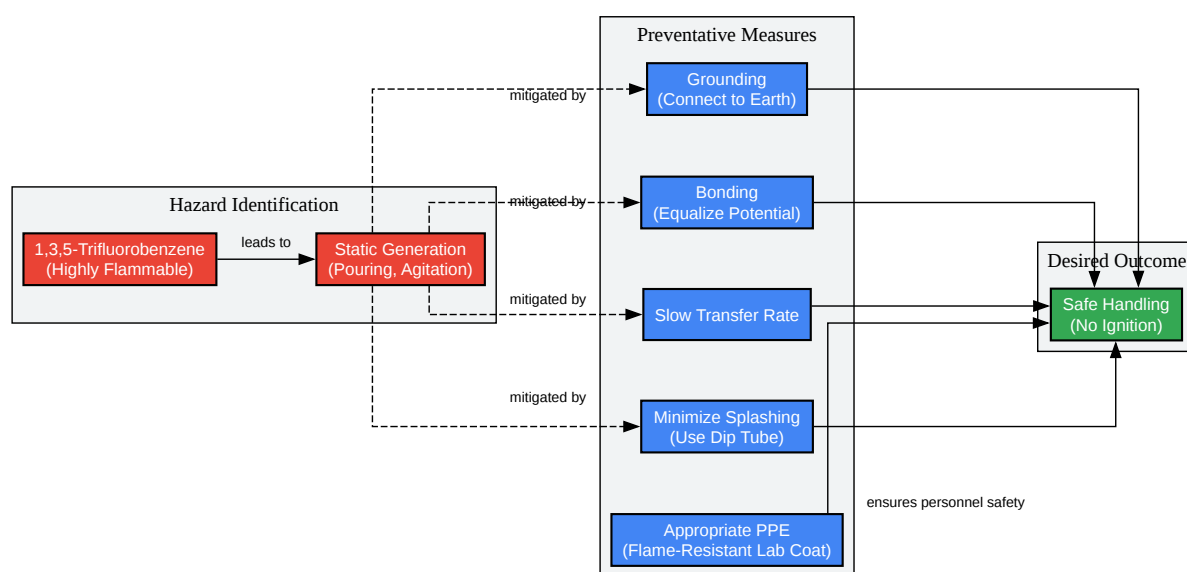 Preventative Measures
Grounding
(Connect to Earth)
mitigated by
Bonding
(Equalize Potential)
mitigated by
Hazard Identification
1,3,5-Trifluorobenzene
(Highly Flammable)
leads to
Static Generation
(Pouring, Agitation)
mitigated by
Slow Transfer Rate
Desired Outcome
Safe Handling
(No Ignition)
mitigated by
Minimize Splashing
(Use Dip Tube)
ensures personnel safety
Appropriate PPE
(Flame-Resistant Lab Coat)